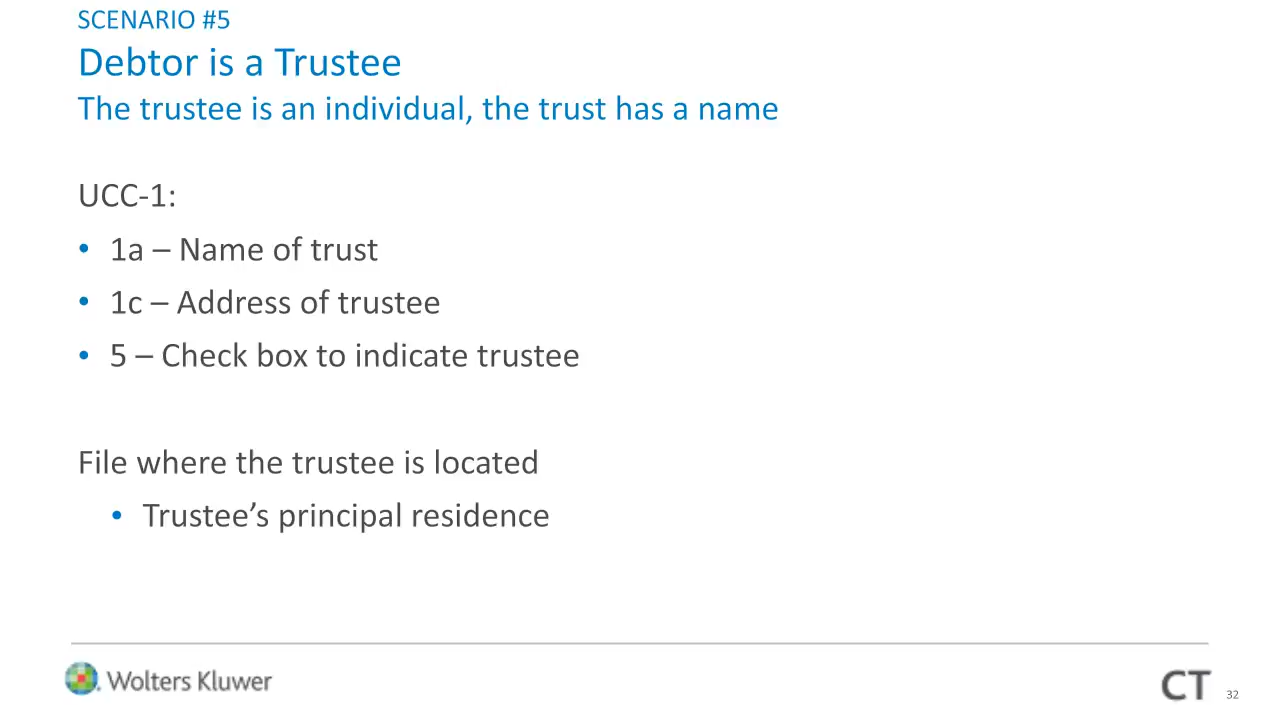 SCENARIO #5
Debtor is a Trustee
The trustee is an individual, the trust has a name
UCC-1:
• 1a – Name of trust
• 1c – Address of trustee
• 5 – Check box to indicate trustee
File where the trustee is located
• Trustee’s principal residence
Wolters Kluwer
CT
32